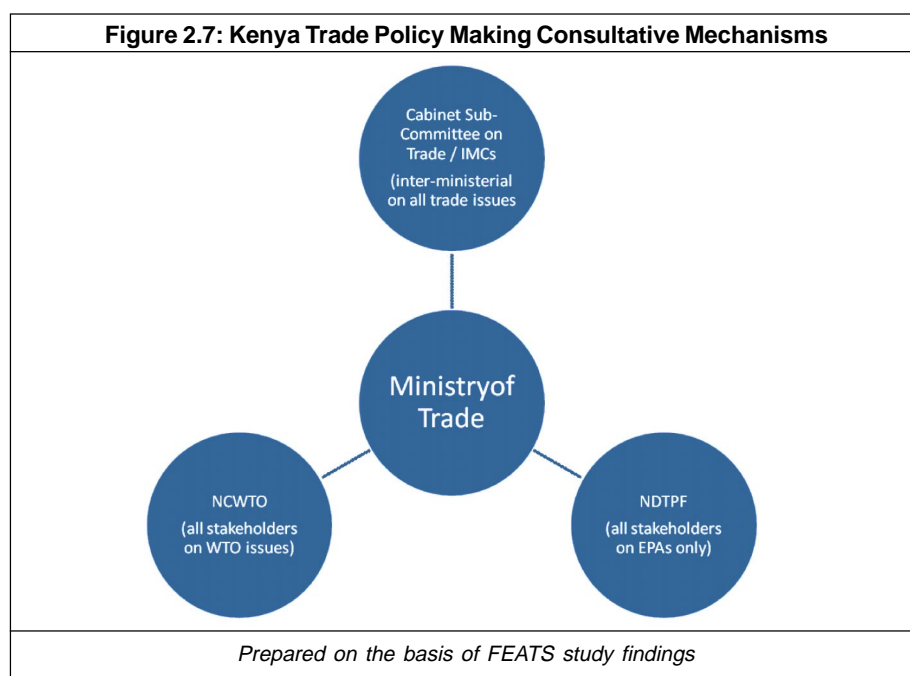 Figure 2.7: Kenya Trade Policy Making Consultative Mechanisms
Cabinet Sub-
Committee on
Trade / IMCs
(inter-ministerial
on all trade issues
Ministryof
Trade
NCWTO
(all stakeholders
on WTO issues)
NDTPF
(all stakeholders
on EPAs only)
Prepared on the basis of FEATS study findings